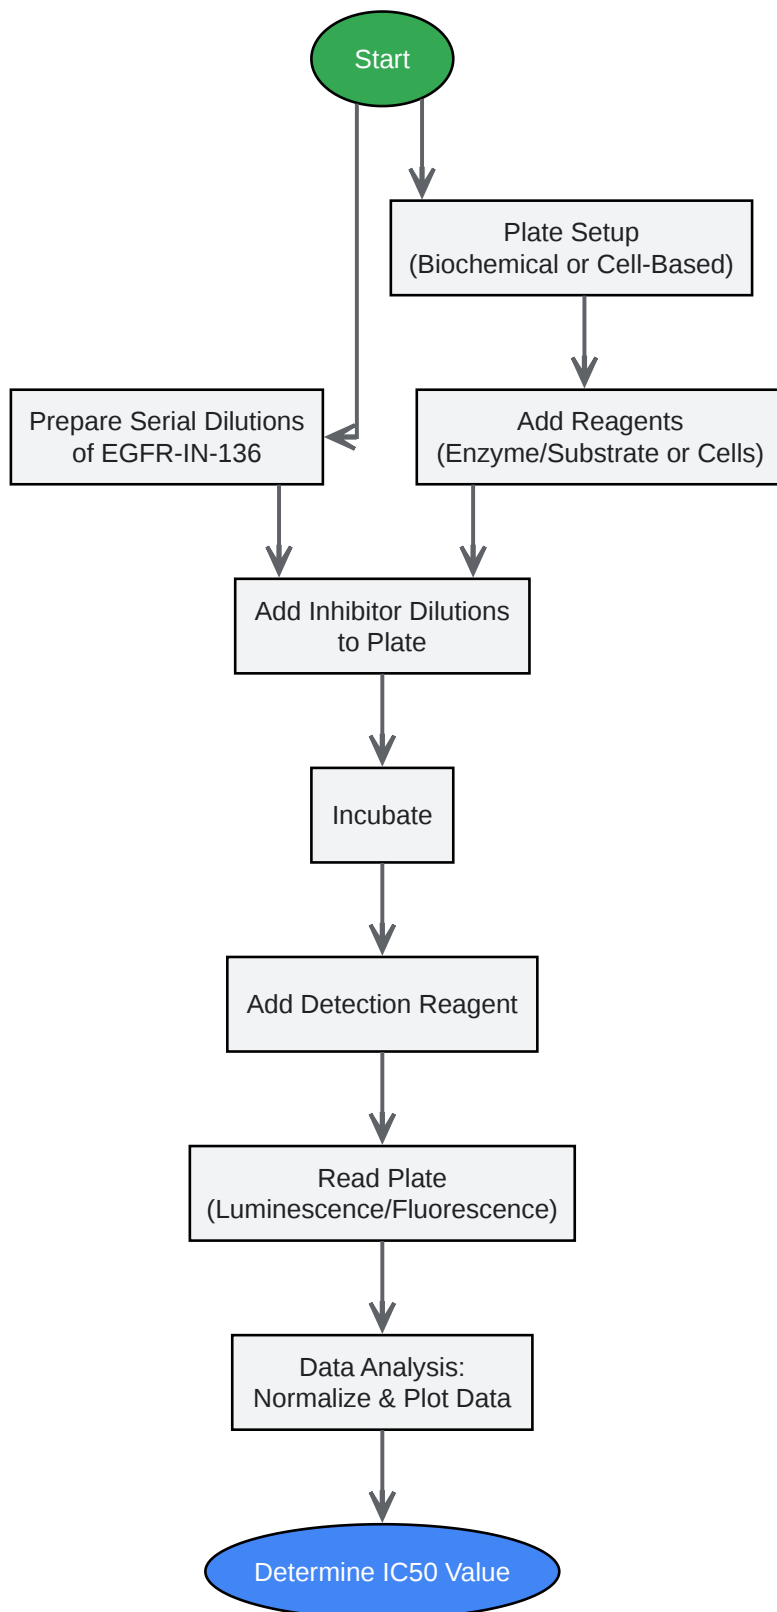 Start
Plate Setup
(Biochemical or Cell-Based)
Prepare Serial Dilutions
of EGFR-IN-136
Add Reagents
(Enzyme/Substrate or Cells)
Add Inhibitor Dilutions
to Plate
Incubate
Add Detection Reagent
Read Plate
(Luminescence/Fluorescence)
Data Analysis:
Normalize & Plot Data
Determine IC50 Value